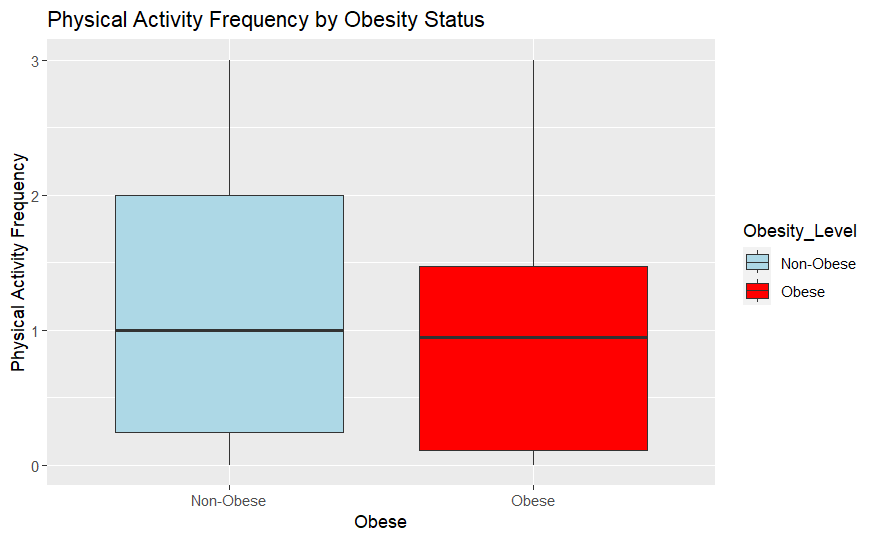 Physical Activity Frequency by Obesity Status
Physical Activity Frequency
3
2
1
0
Non-Obese
Obese
Obese
Obesity_Level
Non-Obese
Obese